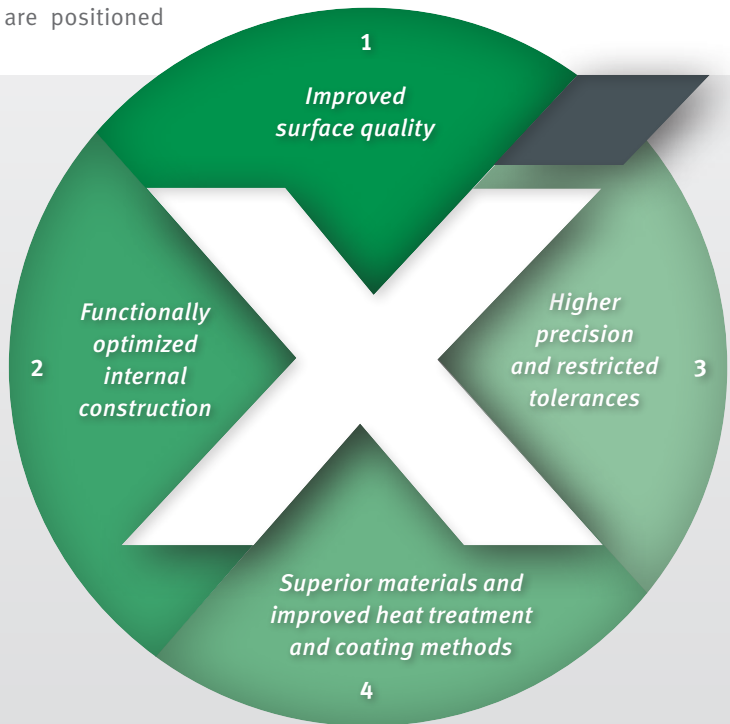 are positioned
1
Improved
surface quality
2
Functionally
optimized
internal
construction
Higher
precision
and restricted
tolerances
3
Superior materials and
improved heat treatment
and coating methods
4
X